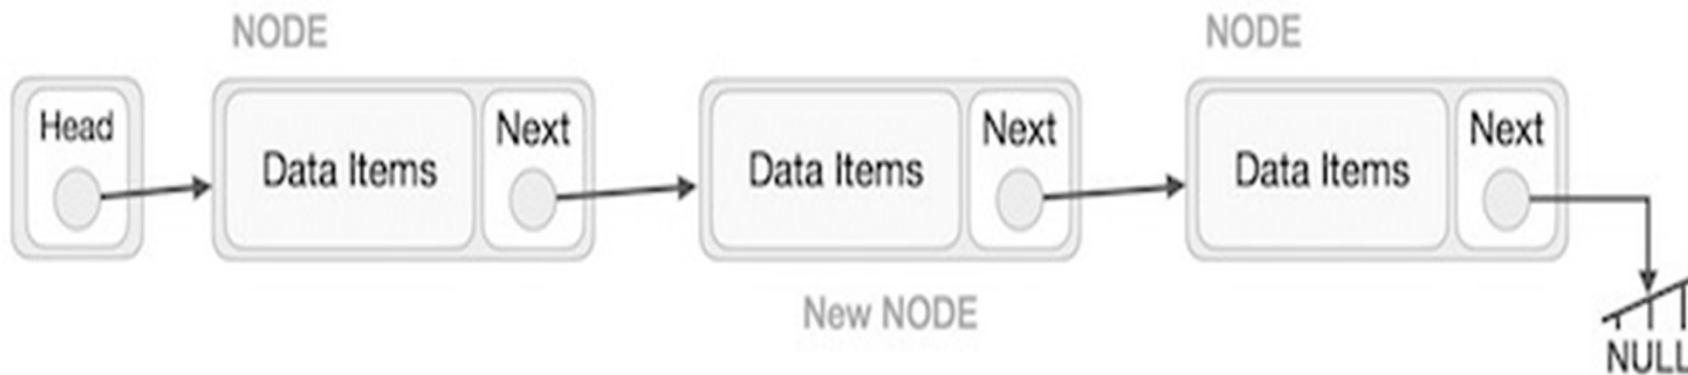 NODE NODE
Head
Data Items Next
Data Items Next
Data Items Next
New NODE
NULL